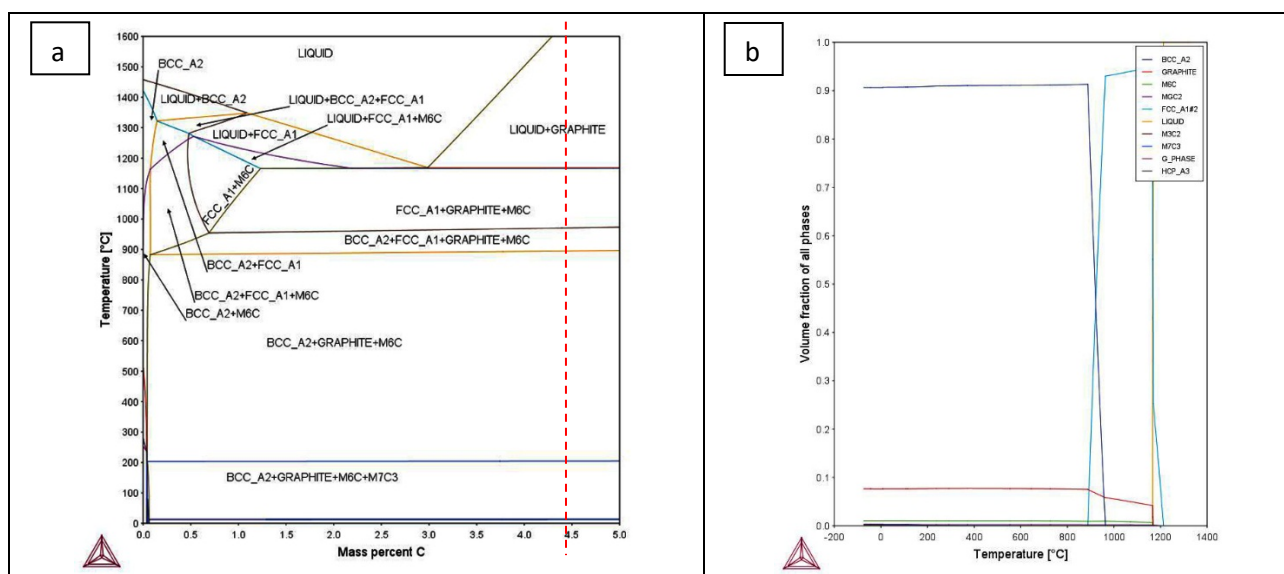 a
1600
1500
1400
1300
1200
1100
1000
900
800
700
600
500
400
300
200
100
0
Temperature [°C]
LIQUID
BCC_A2
LIQUID+BCC_A2
LIQUID+BCC_A2+FCC_A1
LIQUID+FCC_A1+M6C
LIQUID+FCC_A1
LIQUID+GRAPHITE
FCC_A1+M6C
FCC_A1+GRAPHITE+M6C
BCC_A2+FCC_A1+GRAPHITE+M6C
BCC_A2+FCC_A1
BCC_A2+FCC_A1+M6C
BCC_A2+M6C
BCC_A2+GRAPHITE+M6C
BCC_A2+GRAPHITE+M6C+M7C3
0.0 0.5 1.0 1.5 2.0 2.5 3.0 3.5 4.0 4.5 5.0
Mass percent C
b
1.0
0.9
0.8
0.7
0.6
0.5
0.4
0.3
0.2
0.1
0.0
Volume fraction of all phases
BCC_A2
GRAPHITE
M6C
MGC2
FCC_A1#2
LIQUID
M3C2
M7C3
G_PHASE
HCP_A3
-200 0 200 400 600 800 1000 1200 1400
Temperature [°C]